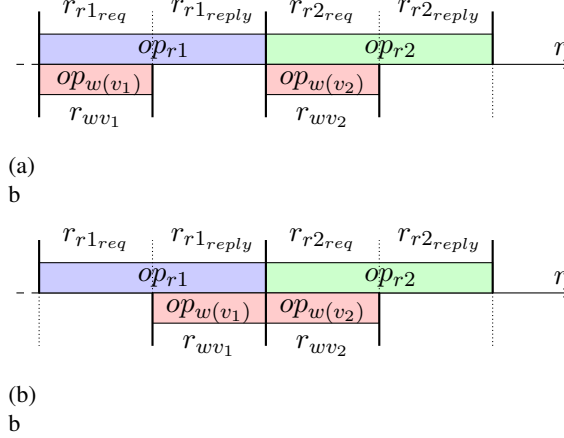 r_{r1_{req}} r_{r1_{reply}} r_{r2_{req}} r_{r2_{reply}}
op_{r1} op_{r2} r
op_{w(v_1)} op_{w(v_2)}
r_{wv_1} r_{wv_2}
(a)
b
r_{r1_{req}} r_{r1_{reply}} r_{r2_{req}} r_{r2_{reply}}
op_{r1} op_{r2} r
op_{w(v_1)} op_{w(v_2)}
r_{wv_1} r_{wv_2}
(b)
b